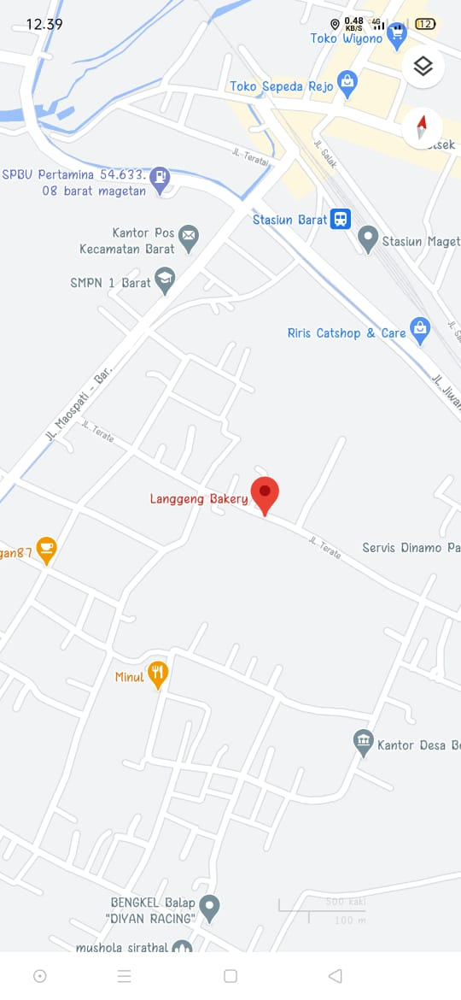 12.39
0.48
KB/S
4G
12
Toko Wiyono
Toko Sepeda Rejo
JL. Salak
JL. Teratai
SPBU Pertamina 54.633.
08 barat magetan
Stasiun Barat
Kantor Pos
Kecamatan Barat
Stasiun Maget
SMPN 1 Barat
Riris Catshop & Care
JL. Maospati - Bar.
JL. Jiwan
JL. Terate
Langgeng Bakery
JL. Terate
Servis Dinamo Pa
gan87
Minul
Kantor Desa Be
BENGKEL Balap
"DIYAN RACING"
500 kaki
100 m
mushola sirathal